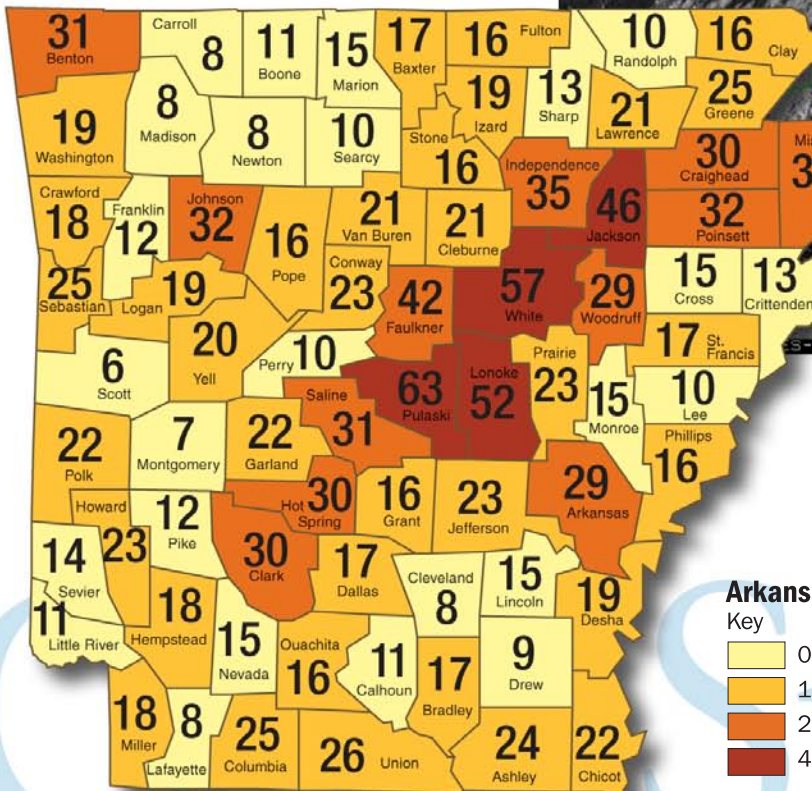 31
Benton
Carroll
8
11
Boone
15
Marion
17
Baxter
16 Fulton
10
Randolph
16 Clay
19
Washington
8
Madison
8
Newton
10
Searcy
Stone
16
19
Izard
13
Sharp
21
Lawrence
25
Greene
Crawford
18
Franklin
12
Johnson
32
16
Pope
21
Van Buren
21
Cleburne
Independence
35
46
Jackson
30
Craighead
32
Poinsett
25
Sebastian
Logan 19
Conway
23
42
Faulkner
57
White
29
Woodruff
15
Cross
13
Crittenden
6
Scott
20
Yell
Perry 10
63
Pulaski
Lonoke
52
Prairie
23
17 St. Francis
15
Monroe
10
Lee
Phillips
16
22
Polk
7
Montgomery
22
Garland
Saline
31
Hot Spring 30
16
Grant
23
Jefferson
29
Arkansas
Howard
23
12
Pike
30
Clark
17
Dallas
Cleveland
8
15
Lincoln
19
Desha
14
Sevier
11
Little River
18
Hempstead
15
Nevada
Ouachita
16
11
Calhoun
17
Bradley
9
Drew
18
Miller
8
Lafayette
25
Columbia
26 Union
24
Ashley
22
Chicot
Arkans
Key
0
1
2
4